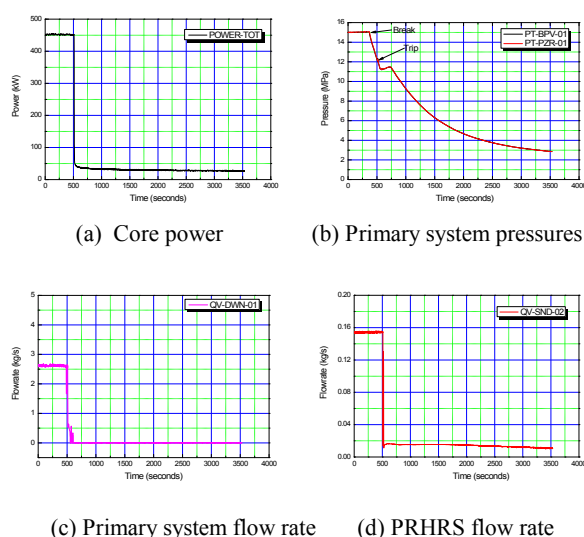 500
400
300
200
100
0
Power (kW)
POWER-TOT
0 500 1000 1500 2000 2500 3000 3500 4000
Time (seconds)
(a) Core power
16
14
12
10
8
6
4
2
0
Pressure (MPa)
Break
Trip
PT-BPV-01
PT-PZR-01
0 500 1000 1500 2000 2500 3000 3500 4000
Time (seconds)
(b) Primary system pressures
5
4
3
2
1
0
Flowrate (kg/s)
QV-DWN-01
0 500 1000 1500 2000 2500 3000 3500 4000
Time (seconds)
(c) Primary system flow rate
0.20
0.16
0.12
0.08
0.04
0.00
Flowrate (kg/s)
QV-SND-02
0 500 1000 1500 2000 2500 3000 3500 4000
Time (seconds)
(d) PRHRS flow rate